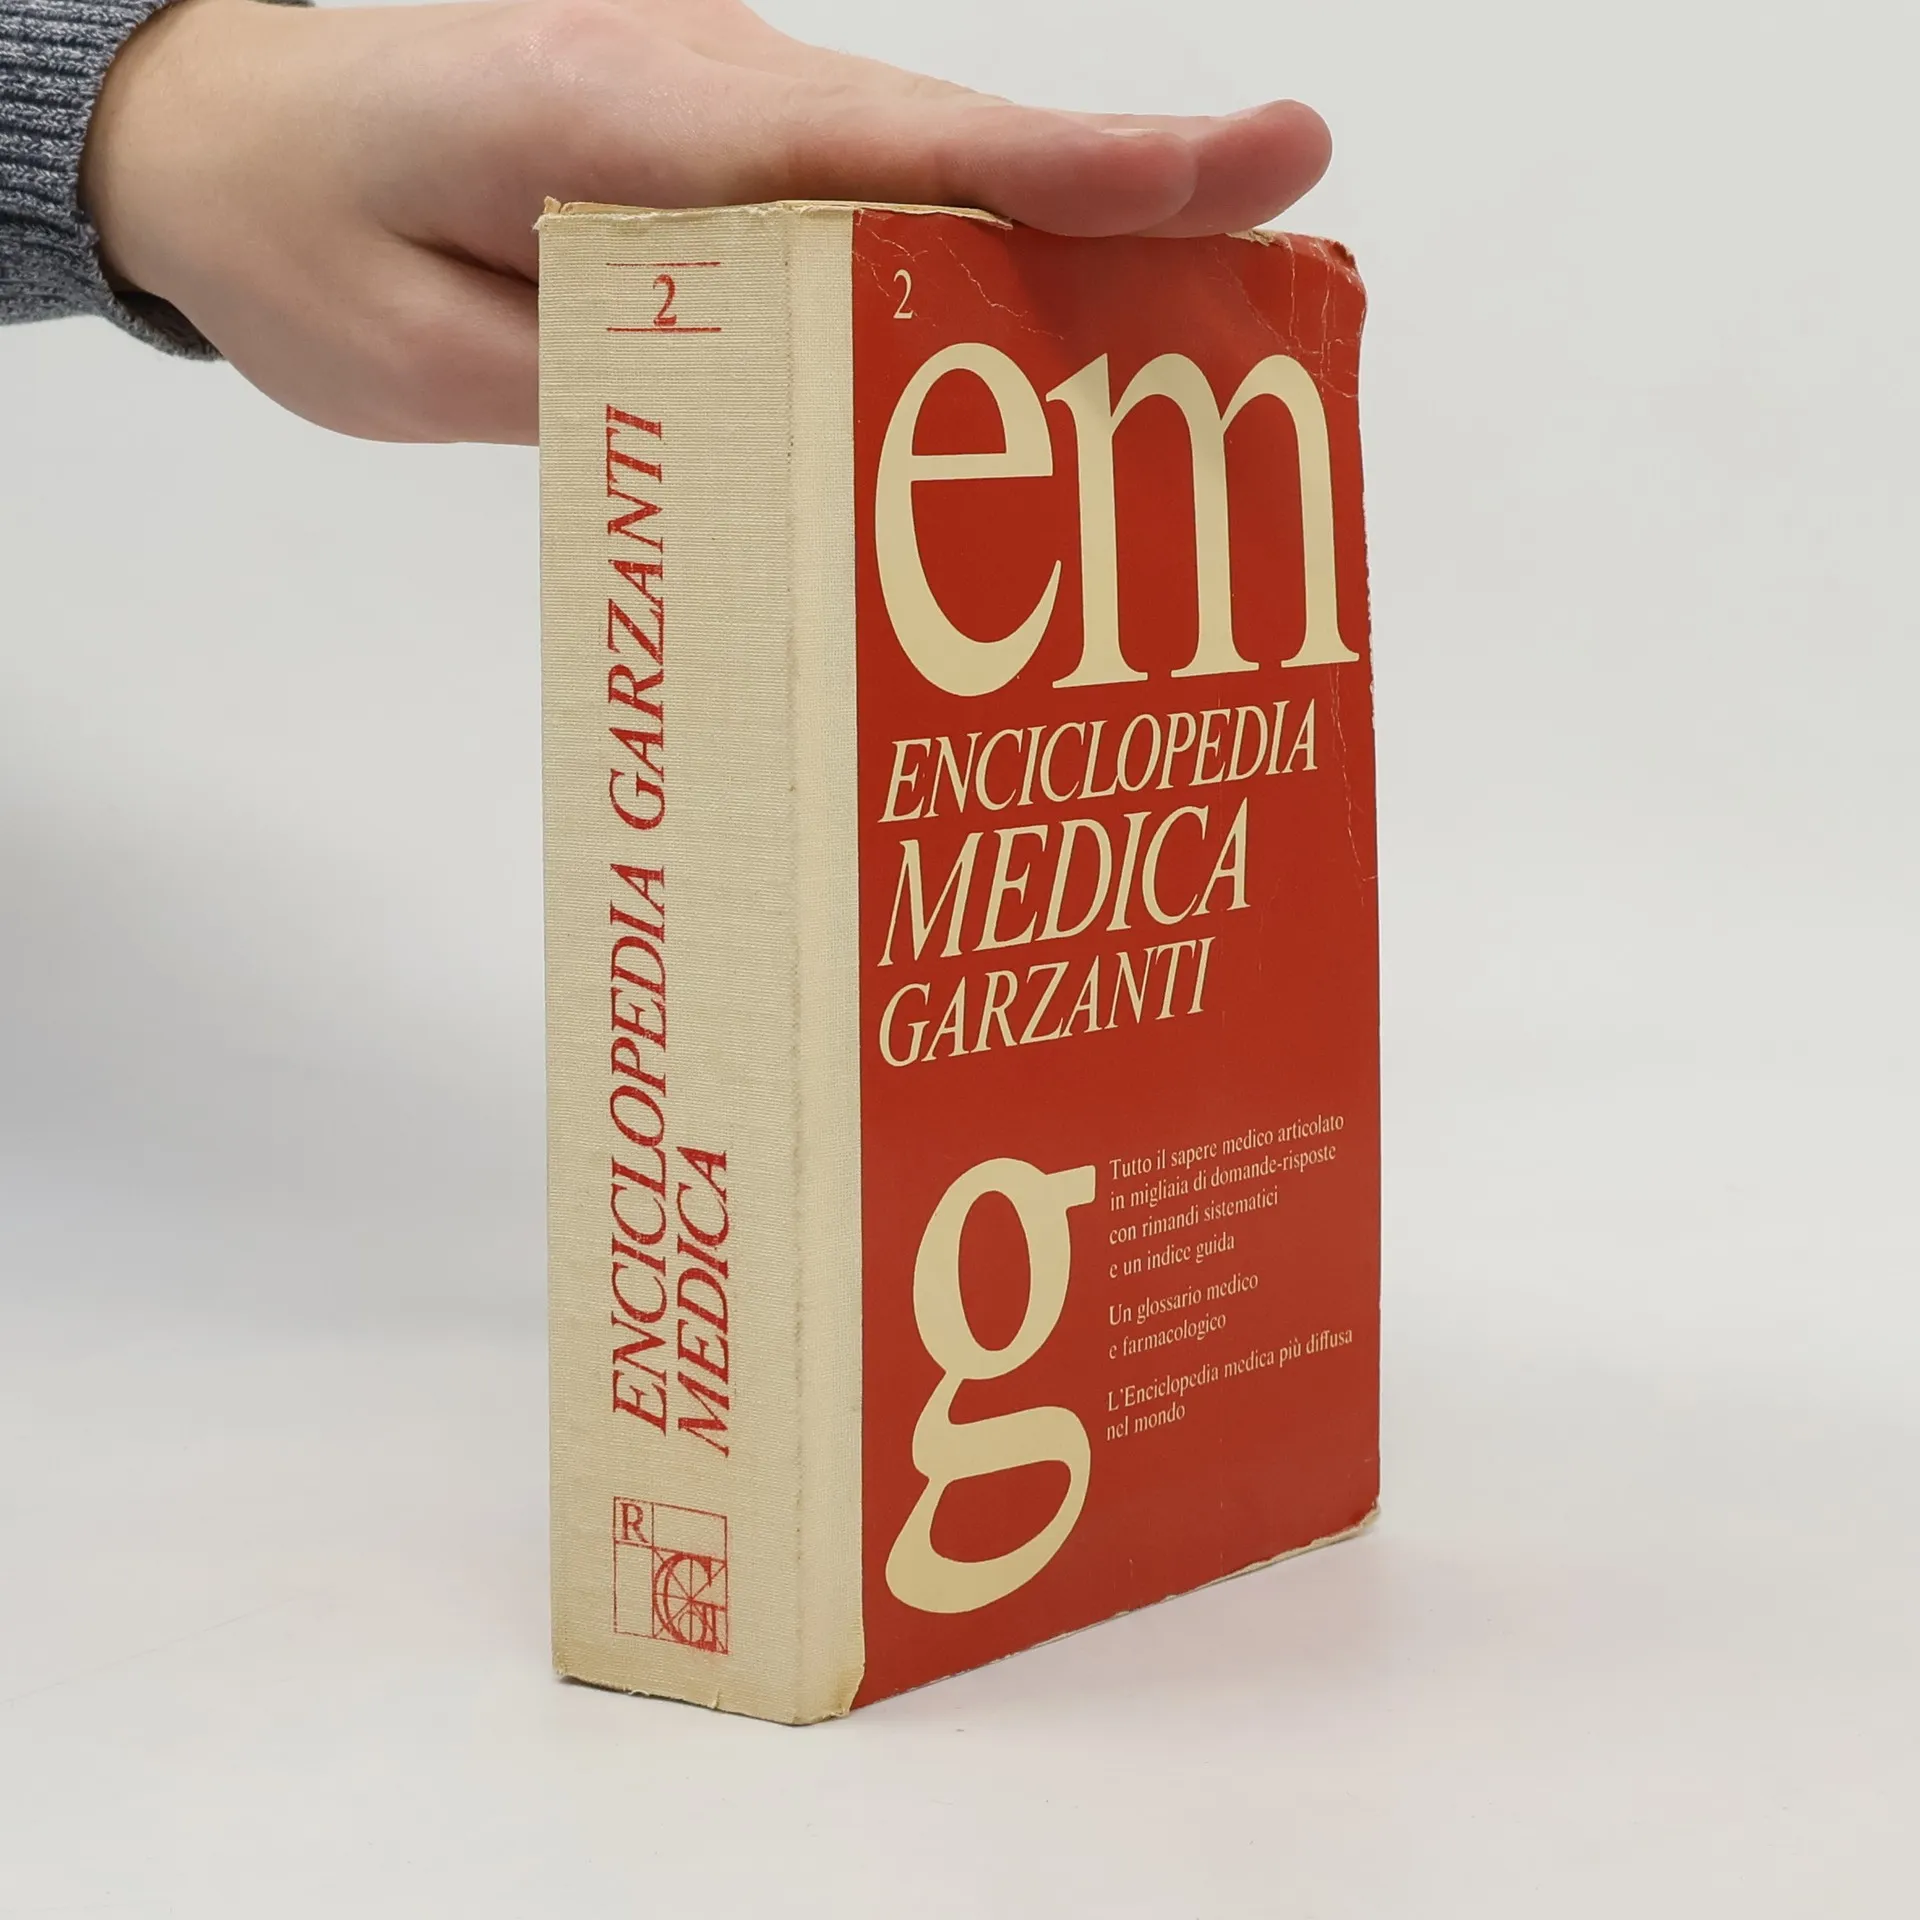 2
ENCICLOPEDIA GARZANTI
MEDICA
R
G
2
em
ENCICLOPEDIA
MEDICA
GARZANTI
g
Tutto il sapere medico articolato
in migliaia di domande-risposte
con rimandi sistematici
e un indice guida
Un glossario medico
e farmacologico
L'Enciclopedia medica più diffusa
nel mondo